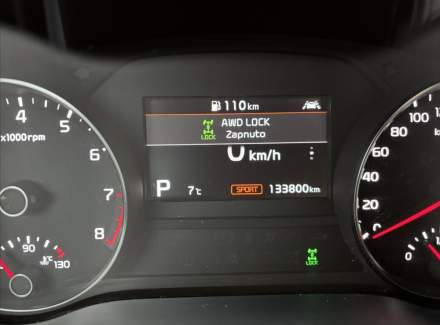 110km
AWD LOCK
LOCK Zapnuto
0 km/h
P 7°C SPORT 133800km
4 5 6 7 8
x1000rpm
90 °C 130
LOCK
0 20 40 60 80 100
0